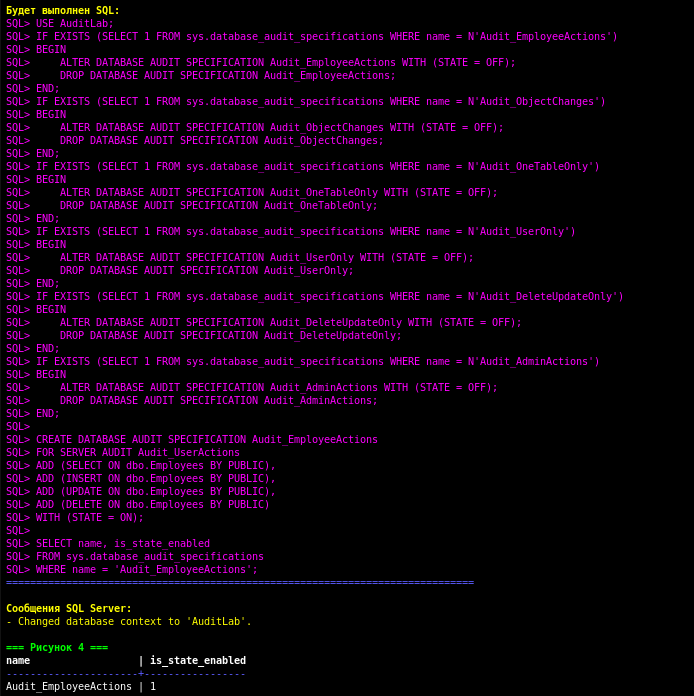 Будет выполнен SQL:
SQL> USE AuditLab;
SQL> IF EXISTS (SELECT 1 FROM sys.database_audit_specifications WHERE name = N'Audit_EmployeeActions')
SQL> BEGIN
SQL>     ALTER DATABASE AUDIT SPECIFICATION Audit_EmployeeActions WITH (STATE = OFF);
SQL>     DROP DATABASE AUDIT SPECIFICATION Audit_EmployeeActions;
SQL> END;
SQL> IF EXISTS (SELECT 1 FROM sys.database_audit_specifications WHERE name = N'Audit_ObjectChanges')
SQL> BEGIN
SQL>     ALTER DATABASE AUDIT SPECIFICATION Audit_ObjectChanges WITH (STATE = OFF);
SQL>     DROP DATABASE AUDIT SPECIFICATION Audit_ObjectChanges;
SQL> END;
SQL> IF EXISTS (SELECT 1 FROM sys.database_audit_specifications WHERE name = N'Audit_OneTableOnly')
SQL> BEGIN
SQL>     ALTER DATABASE AUDIT SPECIFICATION Audit_OneTableOnly WITH (STATE = OFF);
SQL>     DROP DATABASE AUDIT SPECIFICATION Audit_OneTableOnly;
SQL> END;
SQL> IF EXISTS (SELECT 1 FROM sys.database_audit_specifications WHERE name = N'Audit_UserOnly')
SQL> BEGIN
SQL>     ALTER DATABASE AUDIT SPECIFICATION Audit_UserOnly WITH (STATE = OFF);
SQL>     DROP DATABASE AUDIT SPECIFICATION Audit_UserOnly;
SQL> END;
SQL> IF EXISTS (SELECT 1 FROM sys.database_audit_specifications WHERE name = N'Audit_DeleteUpdateOnly')
SQL> BEGIN
SQL>     ALTER DATABASE AUDIT SPECIFICATION Audit_DeleteUpdateOnly WITH (STATE = OFF);
SQL>     DROP DATABASE AUDIT SPECIFICATION Audit_DeleteUpdateOnly;
SQL> END;
SQL> IF EXISTS (SELECT 1 FROM sys.database_audit_specifications WHERE name = N'Audit_AdminActions')
SQL> BEGIN
SQL>     ALTER DATABASE AUDIT SPECIFICATION Audit_AdminActions WITH (STATE = OFF);
SQL>     DROP DATABASE AUDIT SPECIFICATION Audit_AdminActions;
SQL> END;
SQL>
SQL> CREATE DATABASE AUDIT SPECIFICATION Audit_EmployeeActions
SQL> FOR SERVER AUDIT Audit_UserActions
SQL> ADD (SELECT ON dbo.Employees BY PUBLIC),
SQL> ADD (INSERT ON dbo.Employees BY PUBLIC),
SQL> ADD (UPDATE ON dbo.Employees BY PUBLIC),
SQL> ADD (DELETE ON dbo.Employees BY PUBLIC)
SQL> WITH (STATE = ON);
SQL>
SQL> SELECT name, is_state_enabled
SQL> FROM sys.database_audit_specifications
SQL> WHERE name = 'Audit_EmployeeActions';
==============================================================================
Сообщения SQL Server:
- Changed database context to 'AuditLab'.
=== Рисунок 4 ===
name                  | is_state_enabled
----------------------+-----------------
Audit_EmployeeActions | 1